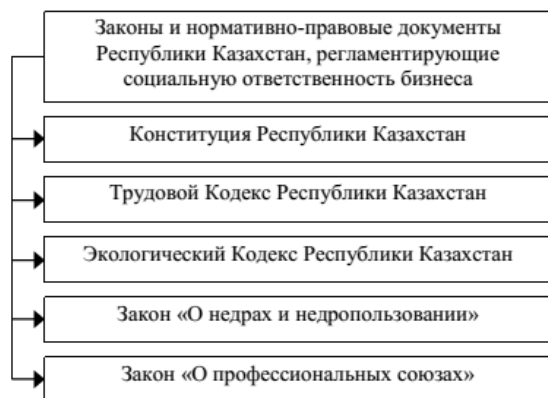 Законы и нормативно-правовые документы
Республики Казахстан, регламентирующие
социальную ответственность бизнеса
Конституция Республики Казахстан
Трудовой Кодекс Республики Казахстан
Экологический Кодекс Республики Казахстан
Закон «О недрах и недропользовании»
Закон «О профессиональных союзах»